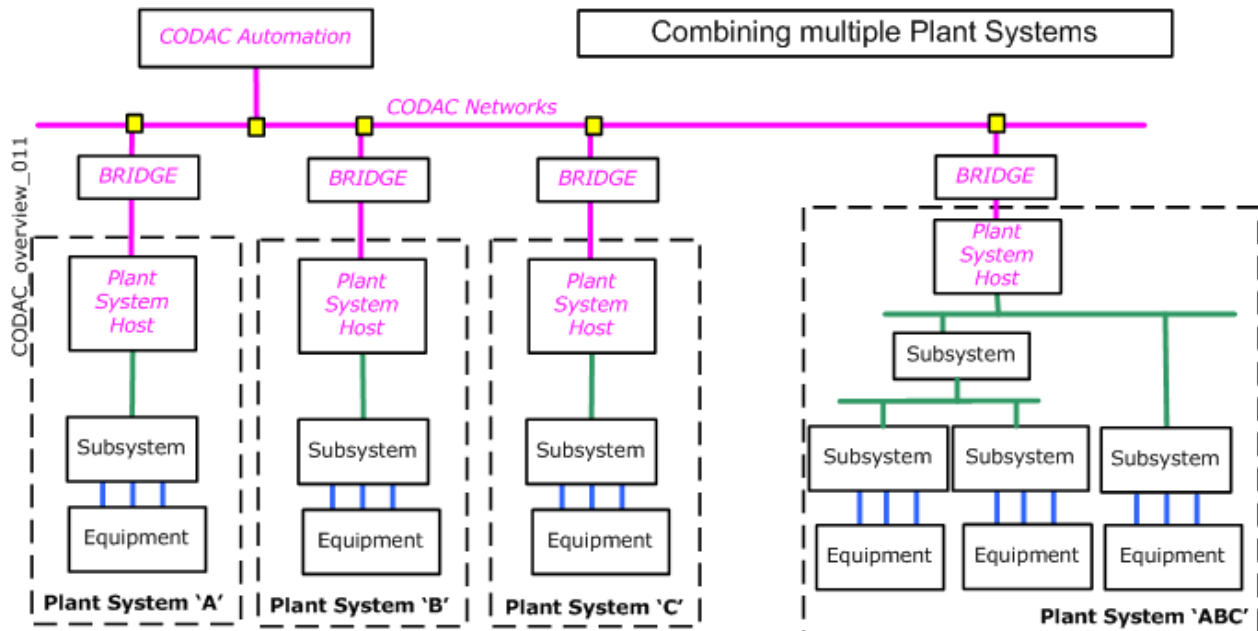 CODAC Automation
Combining multiple Plant Systems
CODAC Networks
CODAC_overview_011
BRIDGE
BRIDGE
BRIDGE
BRIDGE
Plant
System
Host
Plant
System
Host
Plant
System
Host
Plant
System
Host
Subsystem
Subsystem
Subsystem
Subsystem
Subsystem
Subsystem
Subsystem
Equipment
Equipment
Equipment
Equipment
Equipment
Equipment
Plant System ‘A’
Plant System ‘B’
Plant System ‘C’
Plant System ‘ABC’